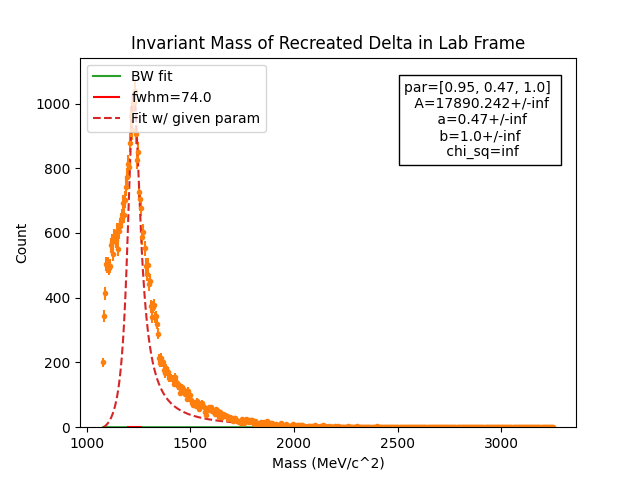 Invariant Mass of Recreated Delta in Lab Frame
BW fit
fwhm=74.0
Fit w/ given param
par=[0.95, 0.47, 1.0]
A=17890.242+/-inf
a=0.47+/-inf
b=1.0+/-inf
chi_sq=inf
Count
1000
800
600
400
200
0
1000 1500 2000 2500 3000
Mass (MeV/c^2)